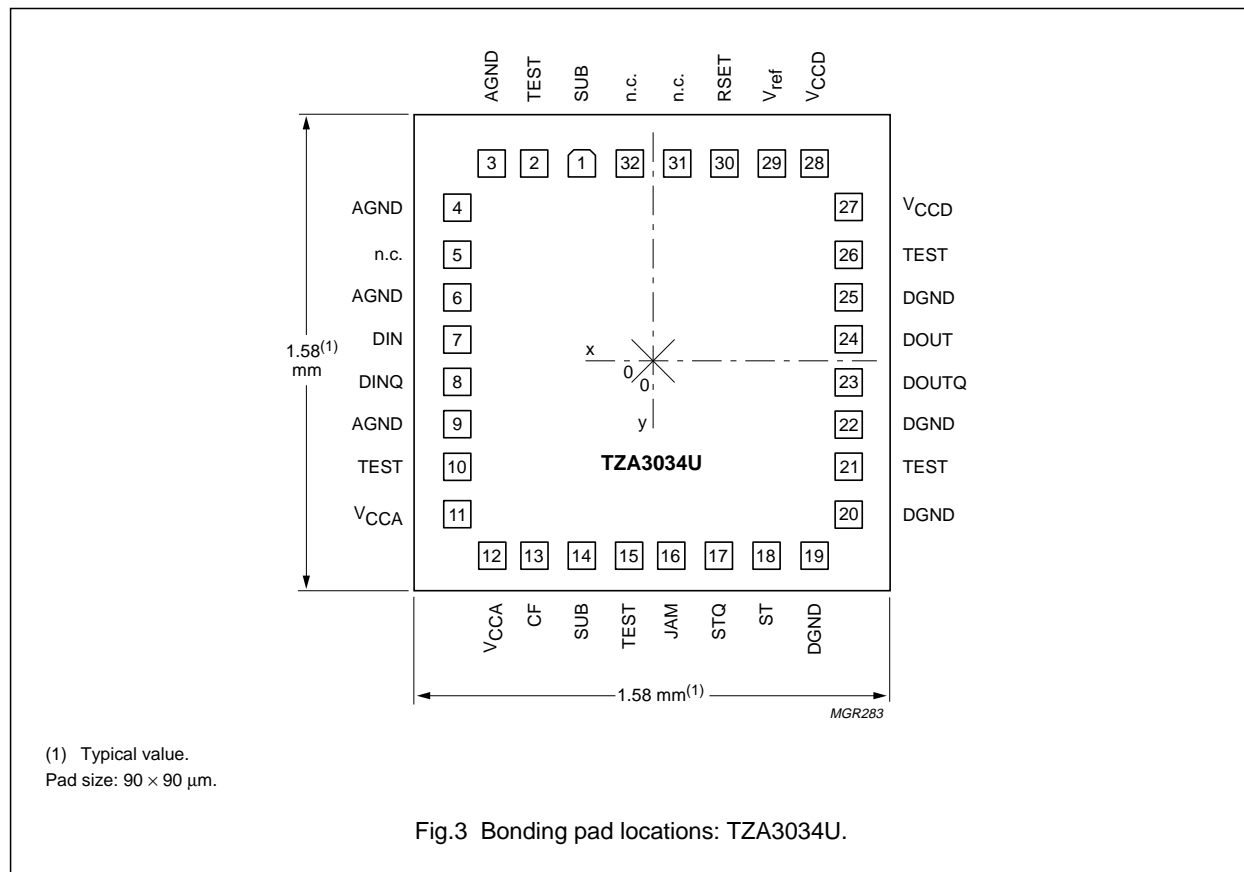 AGND TEST SUB n.c. n.c. RSET Vref VCCD
3 2 1 32 31 30 29 28
AGND 4 27 VCCD
n.c. 5 26 TEST
AGND 6 25 DGND
DIN 7 24 DOUT
1.58(1)
mm
x
0
0
DINQ 8 23 DOUTQ
AGND 9 22 DGND
y
TEST 10 TZA3034U 21 TEST
VCCA 11 20 DGND
12 13 14 15 16 17 18 19
VCCA CF SUB TEST JAM STQ ST DGND
1.58 mm(1)
MGR283
(1) Typical value.
Pad size: 90 × 90 µm.
Fig.3 Bonding pad locations: TZA3034U.